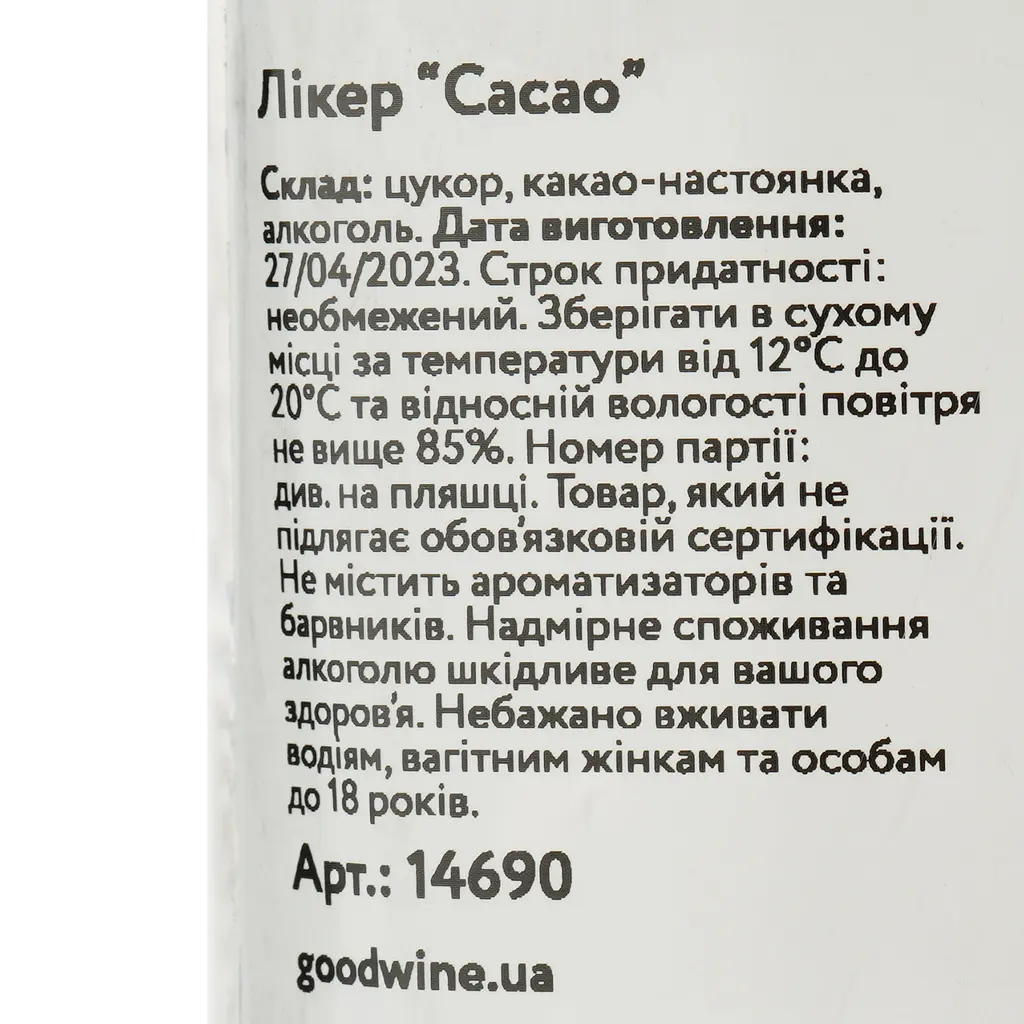 Лікер “Cacao”
Склад: цукор, какао-настоянка,
алкоголь. Дата виготовлення:
27/04/2023. Строк придатності:
необмежений. Зберігати в сухому
місці за температури від 12°C до
20°C та відносній вологості повітря
не вище 85%. Номер партії:
див. на пляшці. Товар, який не
підлягає обов'язковій сертифікації.
Не містить ароматизаторів та
барвників. Надмірне споживання
алкоголю шкідливе для вашого
здоров'я. Небажано вживати
водіям, вагітним жінкам та особам
до 18 років.
Арт.: 14690
goodwine.ua